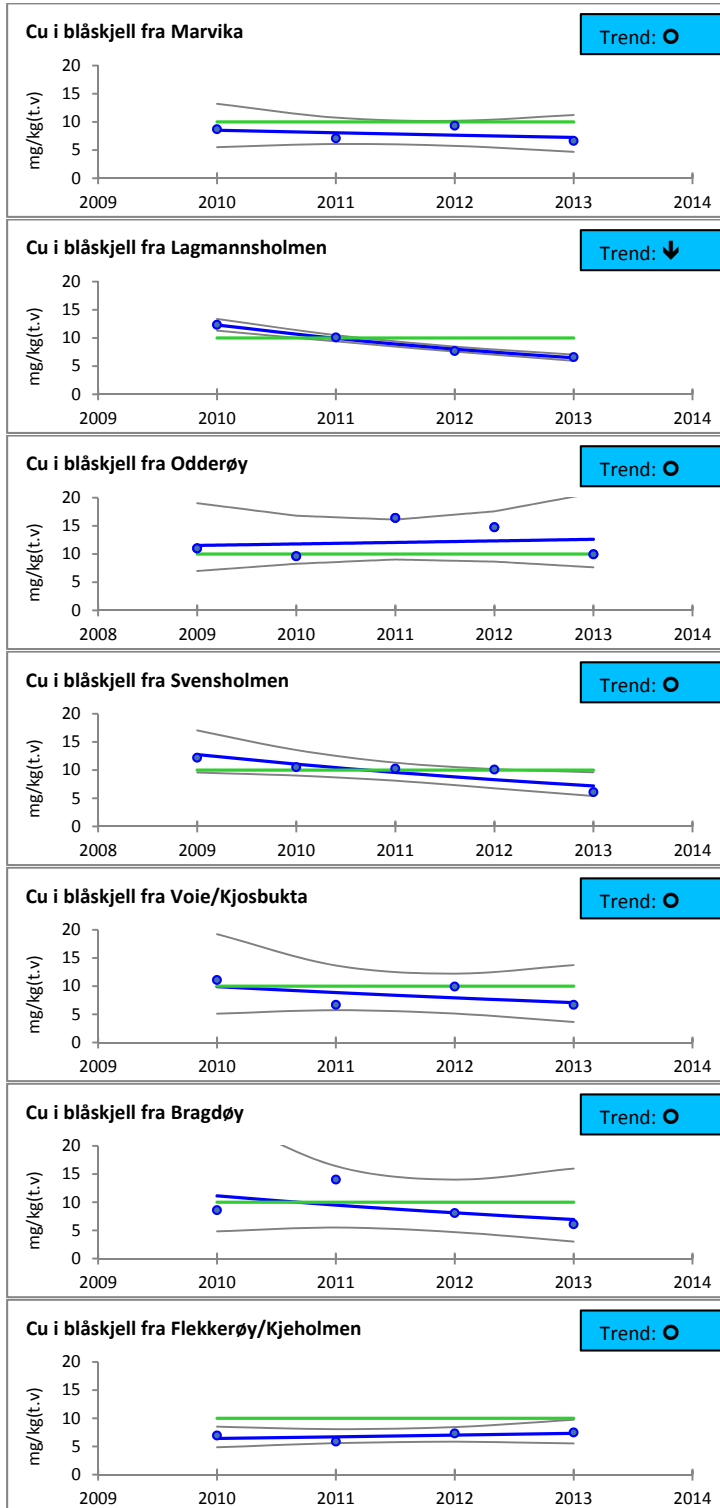 Cu i blåskjell fra Marvika
Trend: O
mg/kg(t.v)
20
15
10
5
0
2009 2010 2011 2012 2013 2014
Cu i blåskjell fra Lagmannsholmen
Trend: ↓
mg/kg(t.v)
20
15
10
5
0
2009 2010 2011 2012 2013 2014
Cu i blåskjell fra Odderøy
Trend: O
mg/kg(t.v)
20
15
10
5
0
2008 2009 2010 2011 2012 2013 2014
Cu i blåskjell fra Svensholmen
Trend: O
mg/kg(t.v)
20
15
10
5
0
2008 2009 2010 2011 2012 2013 2014
Cu i blåskjell fra Voie/Kjosbukta
Trend: O
mg/kg(t.v)
20
15
10
5
0
2009 2010 2011 2012 2013 2014
Cu i blåskjell fra Bragdøy
Trend: O
mg/kg(t.v)
20
15
10
5
0
2009 2010 2011 2012 2013 2014
Cu i blåskjell fra Flekkerøy/Kjeholmen
Trend: O
mg/kg(t.v)
20
15
10
5
0
2009 2010 2011 2012 2013 2014